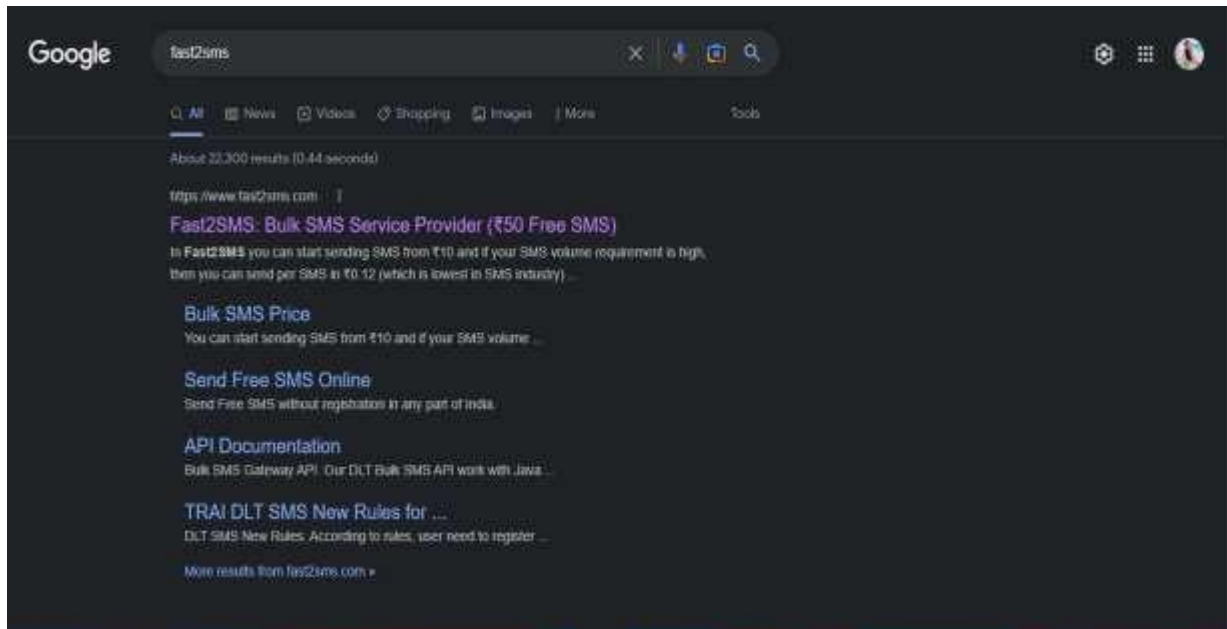 Google
fast2sms
All News Videos Shopping Images More Tools
About 22,300 results (0.44 seconds)
https://www.fast2sms.com
Fast2SMS: Bulk SMS Service Provider (₹50 Free SMS)
In Fast2SMS you can start sending SMS from ₹10 and if your SMS volume requirement is high,
then you can send per SMS in ₹0.12 (which is lowest in SMS industry) ...
Bulk SMS Price
You can start sending SMS from ₹10 and if your SMS volume ...
Send Free SMS Online
Send Free SMS without registration in any part of India.
API Documentation
Bulk SMS Gateway API. Our DLT Bulk SMS API work with Java ...
TRAI DLT SMS New Rules for ...
DLT SMS New Rules. According to rules, user need to register ...
More results from fast2sms.com »